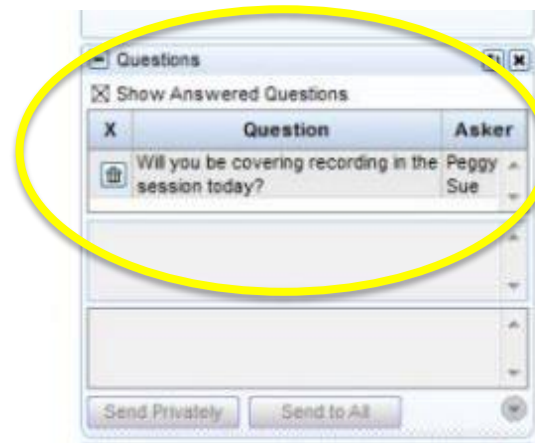 Questions
Show Answered Questions
X Question Asker
Will you be covering recording in the Peggy
session today? Sue
Send Privately Send to All